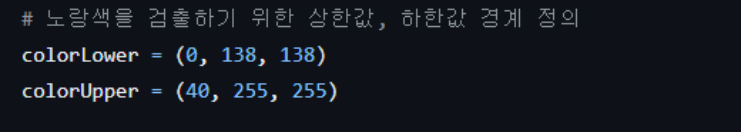 # 노랑색을 검출하기 위한 상한값, 하한값 경계 정의
colorLower = (0, 138, 138)
colorUpper = (40, 255, 255)